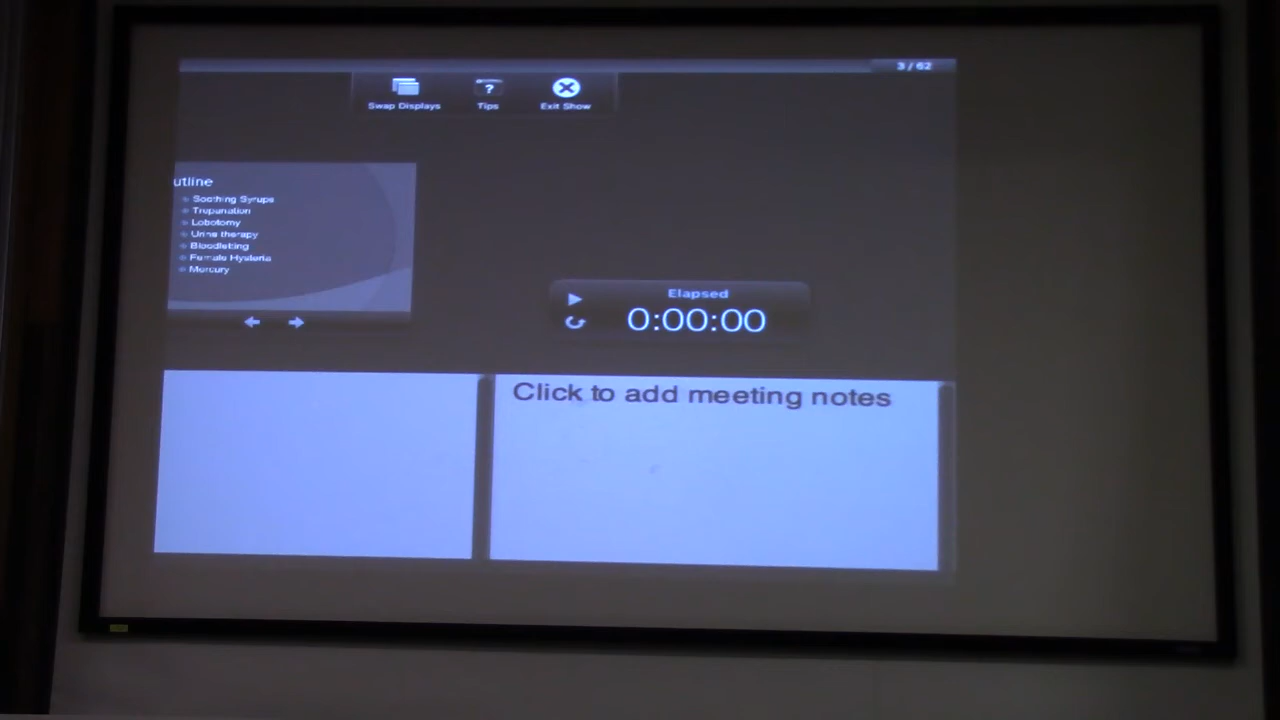 3 / 62
Swap Displays Tips Exit Show
utline
Soothing Syrups
Trepanation
Lobotomy
Urine therapy
Bloodletting
Female Hysteria
Mercury
Elapsed
0:00:00
Click to add meeting notes